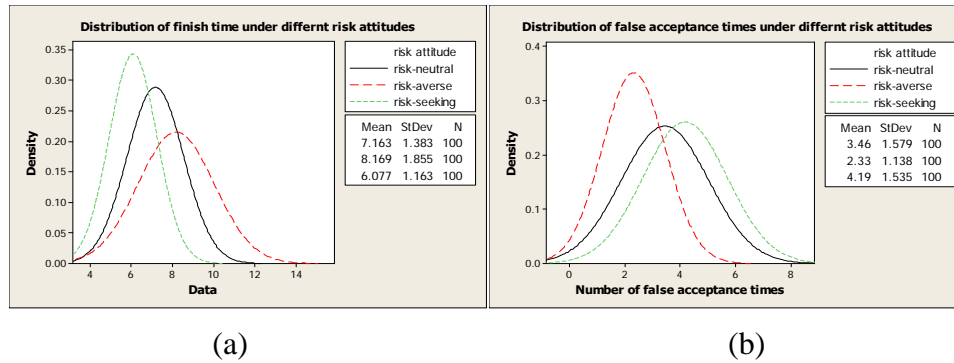 Distribution of finish time under differnt risk attitudes
0.35
0.30
0.25
0.20
0.15
0.10
0.05
0.00
Density
4 6 8 10 12 14
Data
risk attitude
risk-neutral
risk-averse
risk-seeking
Mean StDev N
7.163 1.383 100
8.169 1.855 100
6.077 1.163 100
(a)
Distribution of false acceptance times under differnt risk attitudes
0.4
0.3
0.2
0.1
0.0
Density
0 2 4 6 8
Number of false acceptance times
risk attitude
risk-neutral
risk-averse
risk-seeking
Mean StDev N
3.46 1.579 100
2.33 1.138 100
4.19 1.535 100
(b)